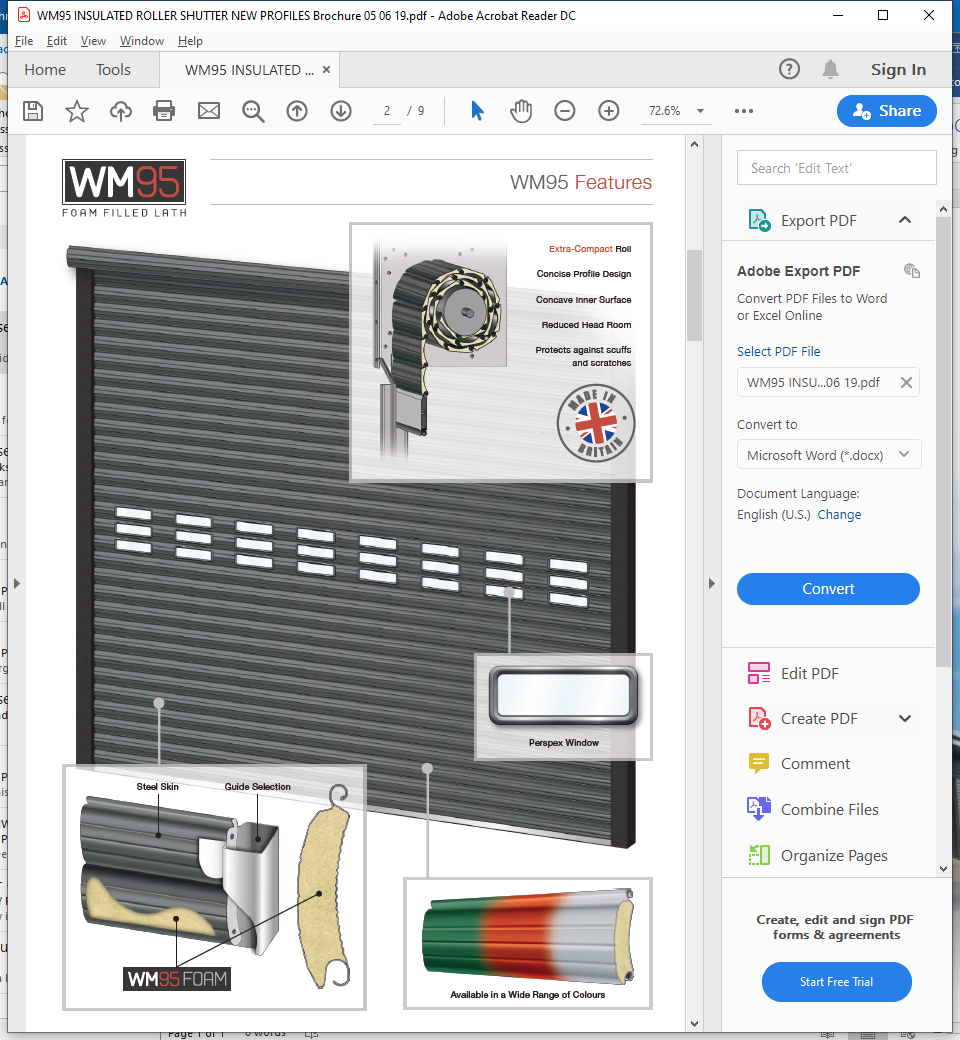 WM95 INSULATED ROLLER SHUTTER NEW PROFILES Brochure 05 06 19.pdf - Adobe Acrobat Reader DC
File Edit View Window Help
Home Tools WM95 INSULATED ... × Sign In
2 / 9 72.6% Share
WM95
FOAM FILLED LATH
WM95 Features
Extra-Compact Roll
Concise Profile Design
Concave Inner Surface
Reduced Head Room
Protects against scuffs
and scratches
MADE IN
BRITAIN
Perspex Window
Steel Skin Guide Selection
WM95 FOAM
Available in a Wide Range of Colours
Search 'Edit Text'
Export PDF
Adobe Export PDF
Convert PDF Files to Word
or Excel Online
Select PDF File
WM95 INSU...06 19.pdf
Convert to
Microsoft Word (*.docx)
Document Language:
English (U.S.) Change
Convert
Edit PDF
Create PDF
Comment
Combine Files
Organize Pages
Create, edit and sign PDF
forms & agreements
Start Free Trial